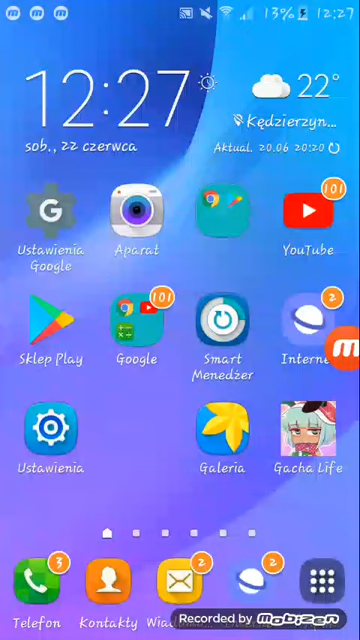 13% 12:27
12:27
22°
Kędzierzyn...
sob., 22 czerwca
Aktual. 20.06 20:20
101
Ustawienia Google
Aparat
YouTube
101
2
Sklep Play
Google
Smart Menedżer
Interne
Ustawienia
Galeria
Gacha Life
3
2
2
Telefon
Kontakty
Recorded by Mobizen